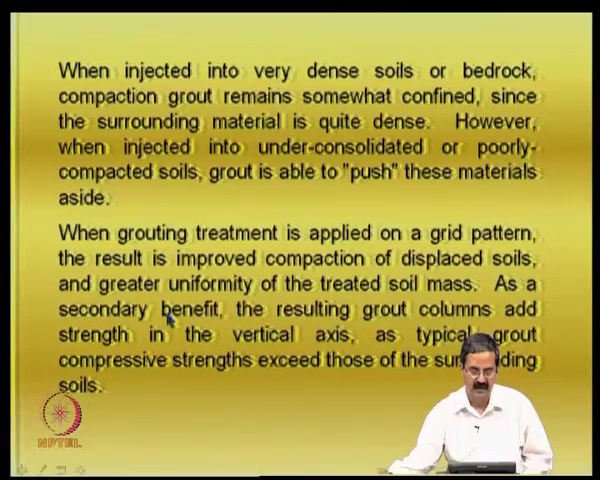 When injected into very dense soils or bedrock,
compaction grout remains somewhat confined, since
the surrounding material is quite dense. However,
when injected into under-consolidated or poorly-
compacted soils, grout is able to "push" these materials
aside.
When grouting treatment is applied on a grid pattern,
the result is improved compaction of displaced soils,
and greater uniformity of the treated soil mass. As a
secondary benefit, the resulting grout columns add
strength in the vertical axis, as typical grout
compressive strengths exceed those of the
soils.
NPTEL